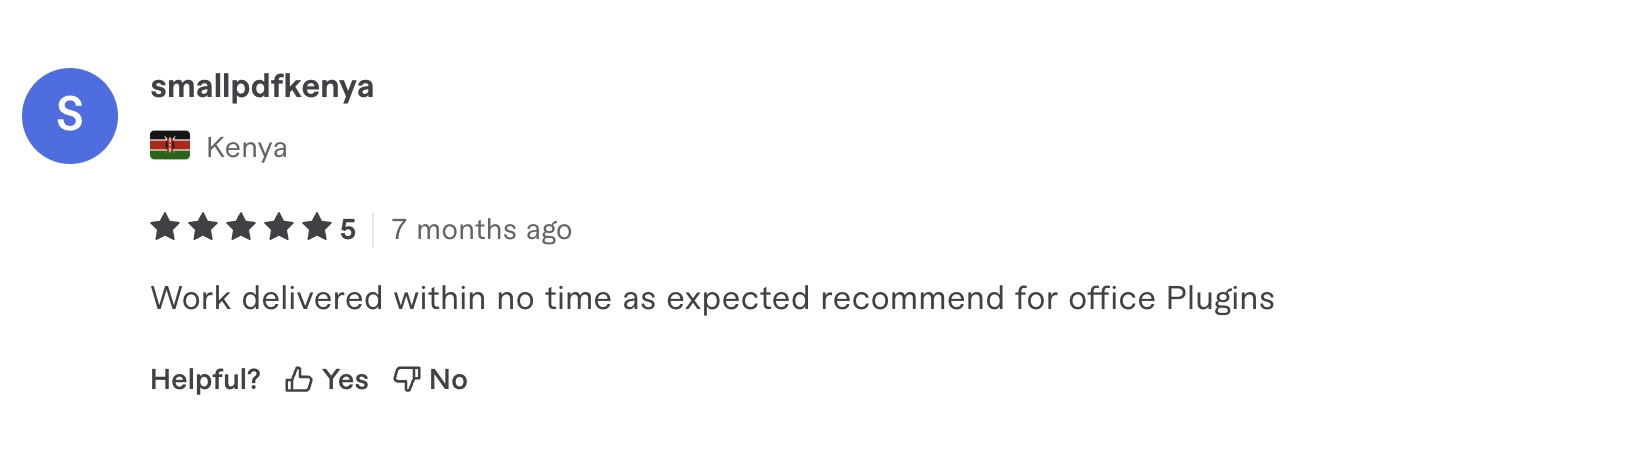 S
smallpdfkenya
Kenya
5 7 months ago
Work delivered within no time as expected recommend for office Plugins
Helpful? Yes No